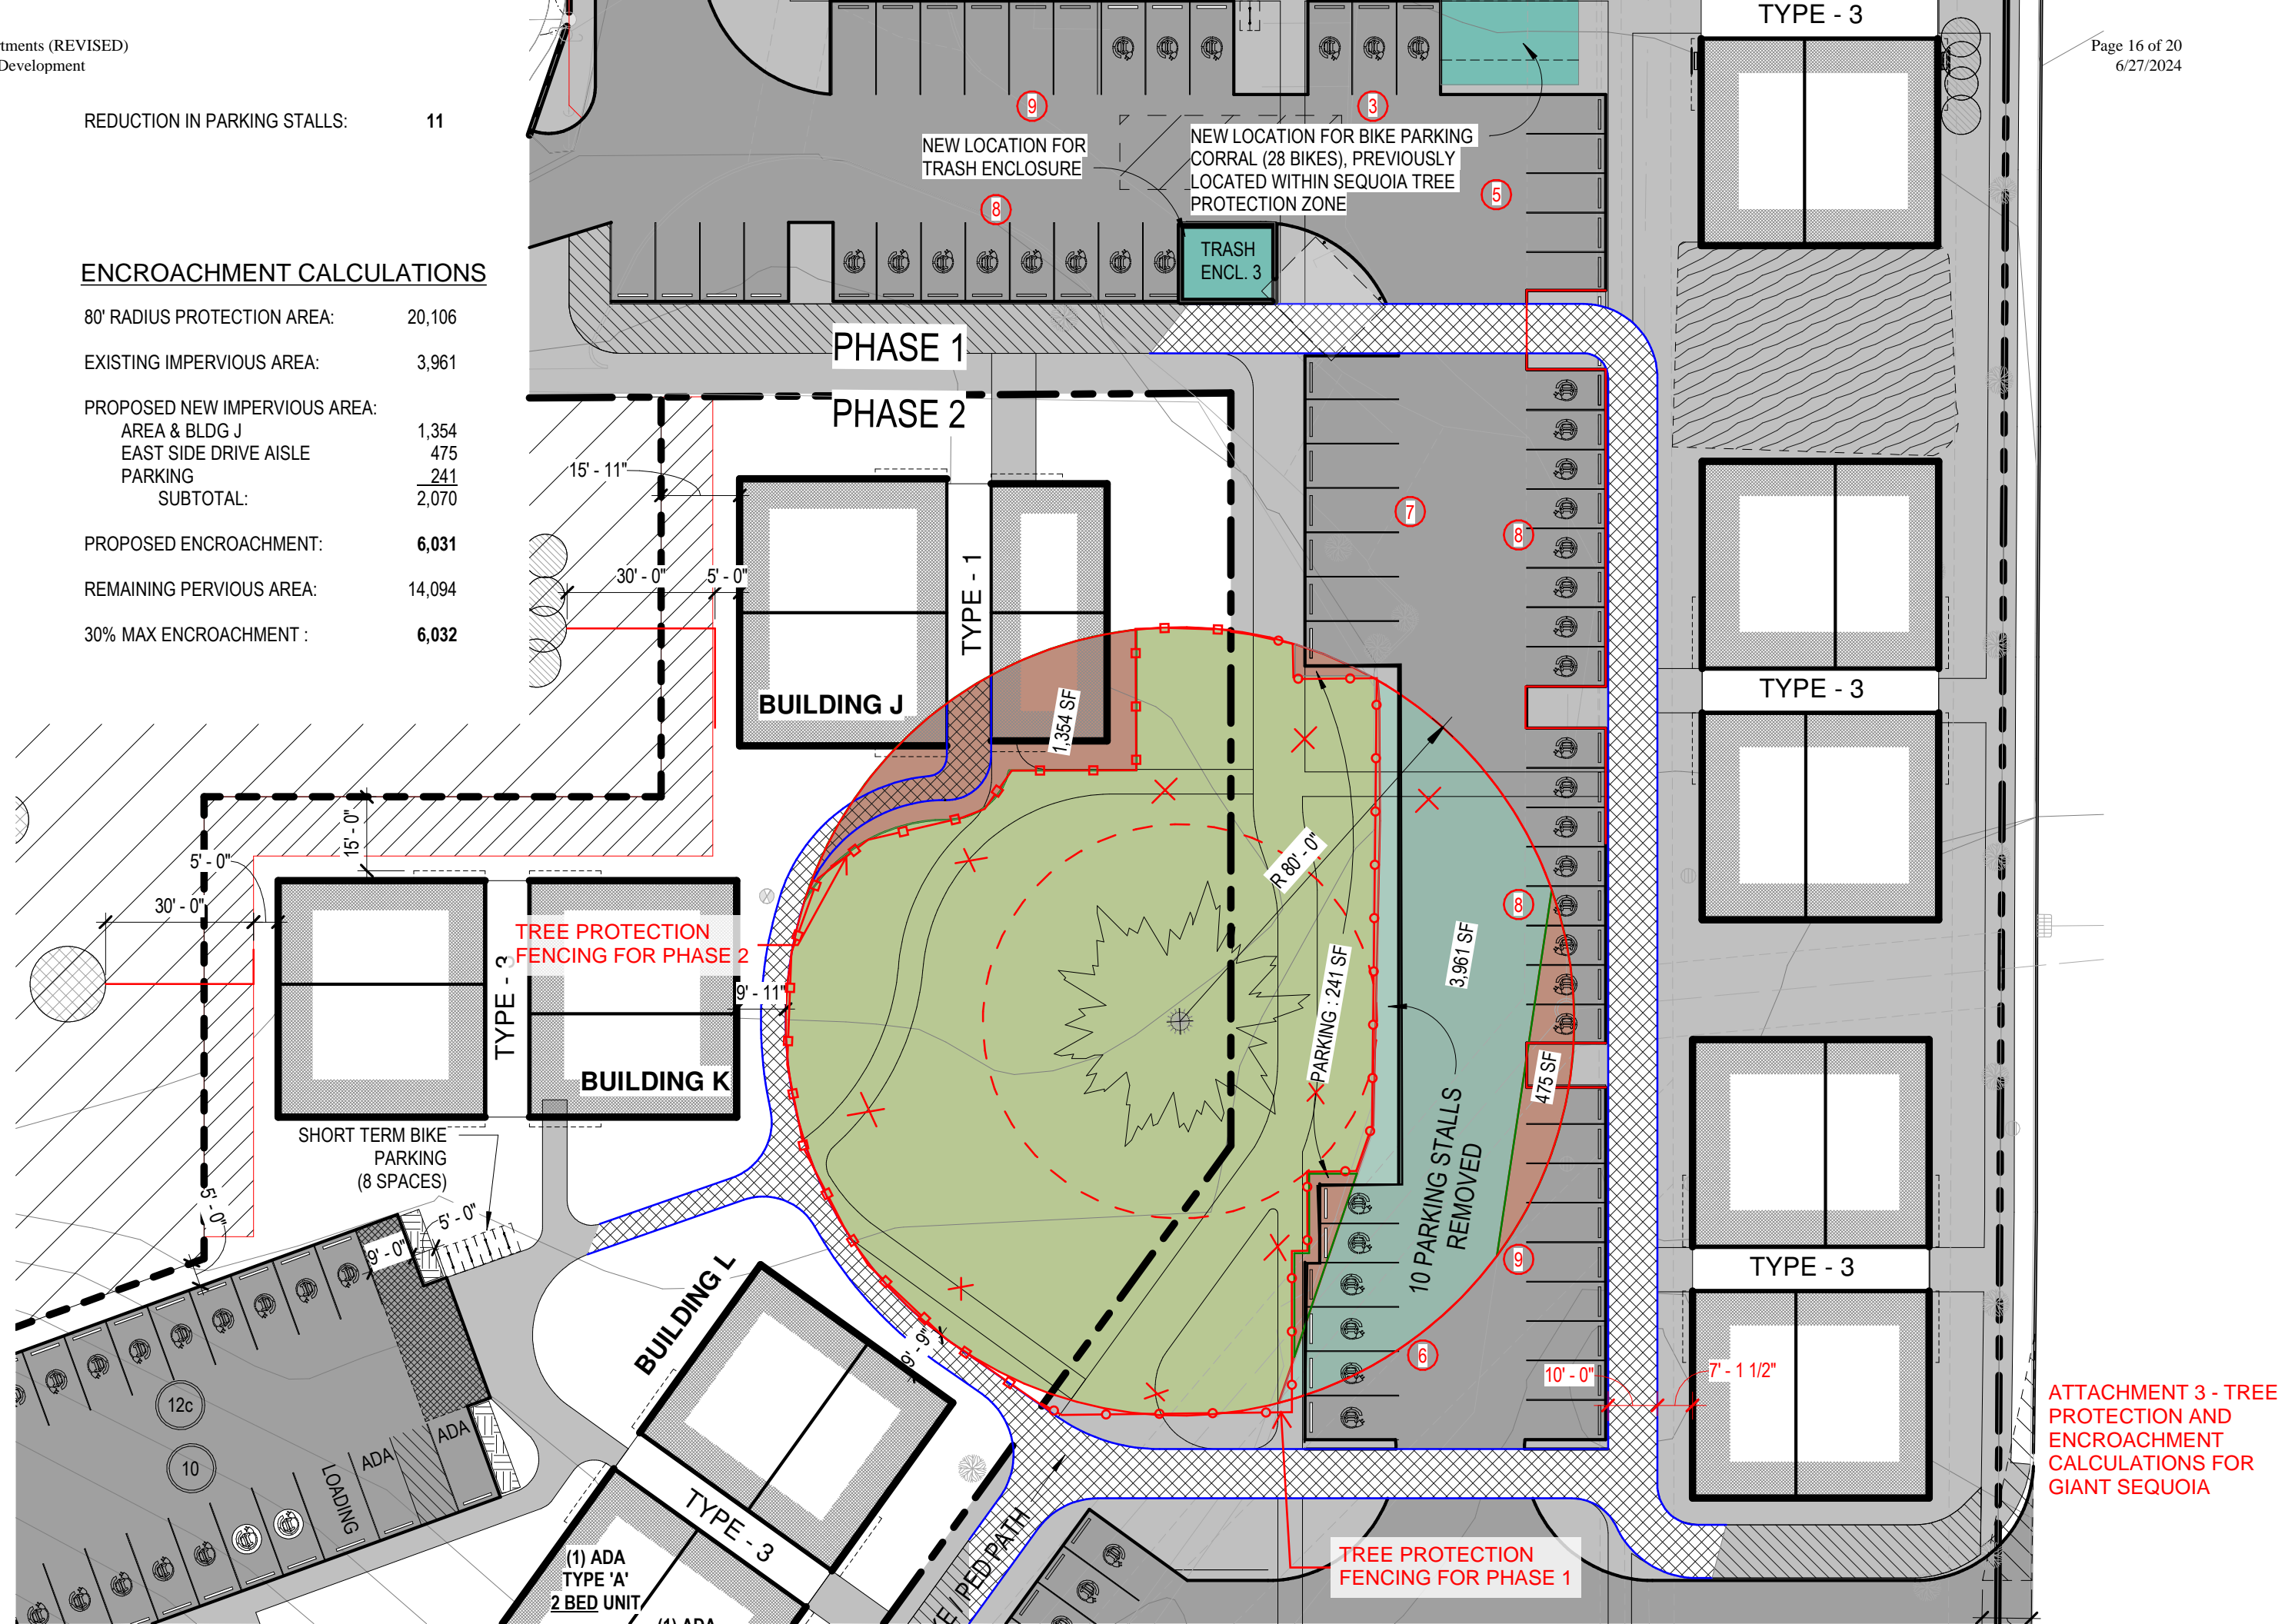 rtments (REVISED)
Development
Page 16 of 20
6/27/2024
REDUCTION IN PARKING STALLS: 11
ENCROACHMENT CALCULATIONS
80' RADIUS PROTECTION AREA: 20,106
EXISTING IMPERVIOUS AREA: 3,961
PROPOSED NEW IMPERVIOUS AREA:
AREA & BLDG J 1,354
EAST SIDE DRIVE AISLE 475
PARKING 241
SUBTOTAL: 2,070
PROPOSED ENCROACHMENT: 6,031
REMAINING PERVIOUS AREA: 14,094
30% MAX ENCROACHMENT : 6,032
TYPE - 3
9
3
NEW LOCATION FOR
TRASH ENCLOSURE
NEW LOCATION FOR BIKE PARKING
CORRAL (28 BIKES), PREVIOUSLY
LOCATED WITHIN SEQUOIA TREE
PROTECTION ZONE
5
8
TRASH
ENCL. 3
PHASE 1
PHASE 2
15' - 11"
30' - 0"
5' - 0"
TYPE - 1
BUILDING J
1,354 SF
7
8
TYPE - 3
15' - 0"
5' - 0"
30' - 0"
TREE PROTECTION
FENCING FOR PHASE 2
TYPE - 3
9' - 11"
BUILDING K
R 80' - 0"
PARKING : 241 SF
3,961 SF
8
475 SF
10 PARKING STALLS
REMOVED
SHORT TERM BIKE
PARKING
(8 SPACES)
5' - 0"
5' - 0"
9' - 0"
BUILDING L
9' - 9"
9
6
TYPE - 3
10' - 0"
7' - 1 1/2"
12c
10
LOADING
ADA
ADA
TYPE - 3
(1) ADA
TYPE 'A'
2 BED UNIT
(1) ADA
KE / PED PATH
TREE PROTECTION
FENCING FOR PHASE 1
ATTACHMENT 3 - TREE
PROTECTION AND
ENCROACHMENT
CALCULATIONS FOR
GIANT SEQUOIA